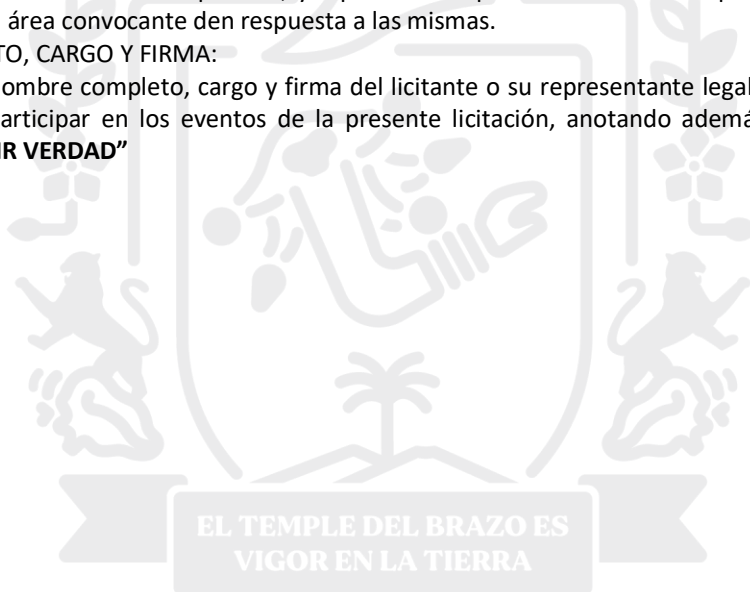 área convocante den respuesta a las mismas.
TO, CARGO Y FIRMA:
ombre completo, cargo y firma del licitante o su representante legal
articipar en los eventos de la presente licitación, anotando ademá
IR VERDAD”
EL TEMPLE DEL BRAZO ES
VIGOR EN LA TIERRA